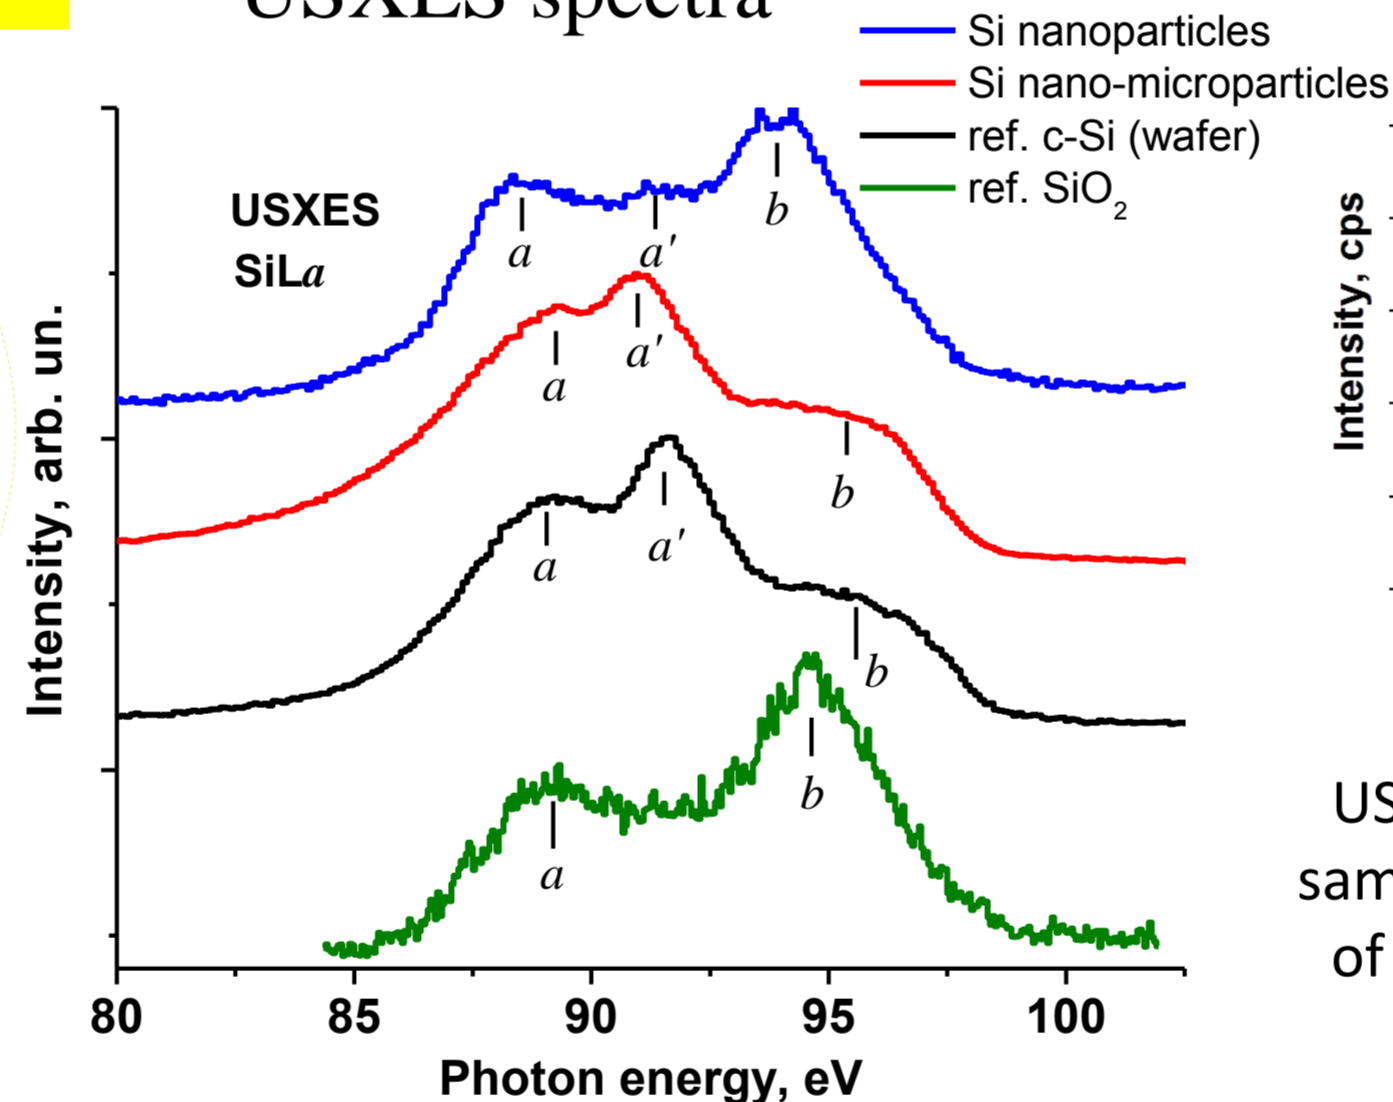 USXES spectra
Si nanoparticles
Si nano-microparticles
ref. c-Si (wafer)
ref. SiO2
USXES
SiLa
a
a'
b
a
a'
b
a
a'
b
a
b
Intensity, arb. un.
80
85
90
95
100
Photon energy, eV
Intensity, cps
US
sam
of